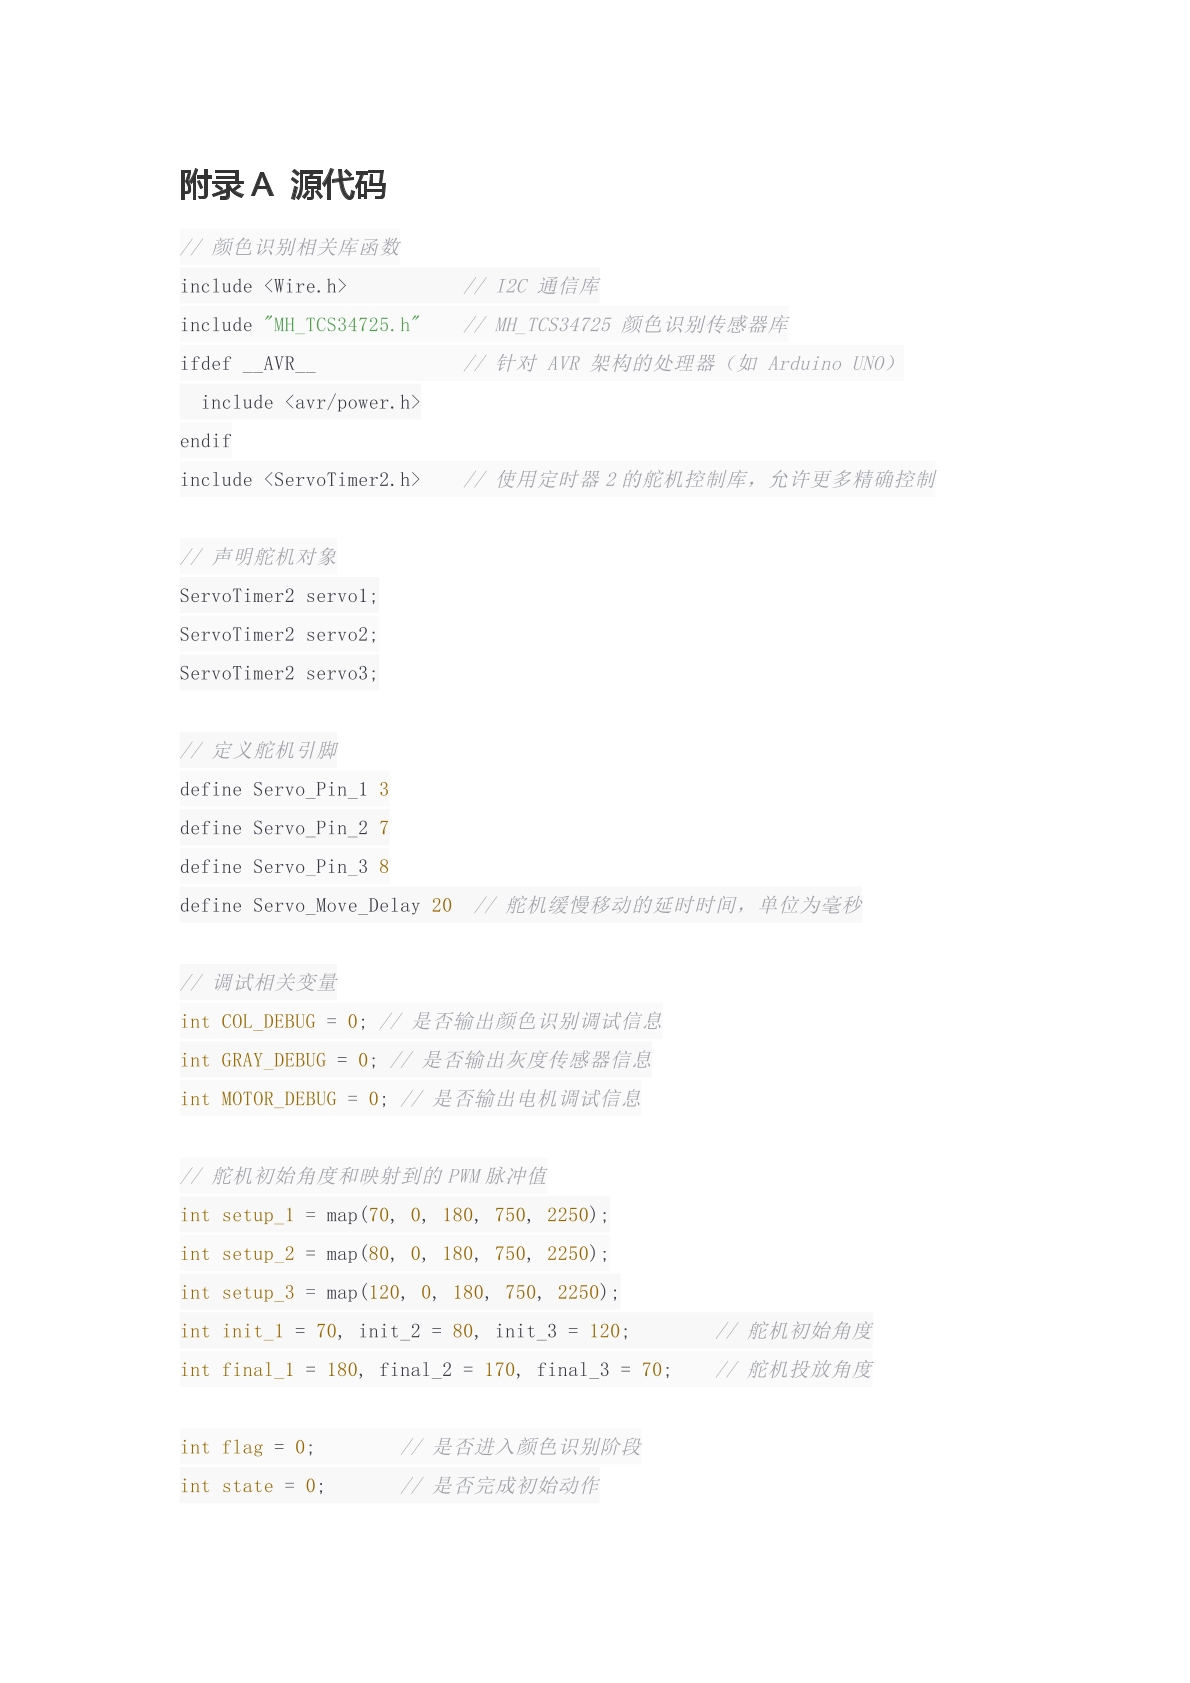 附录A 源代码
// 颜色识别相关库函数
include <Wire.h>           // I2C 通信库
include "MH_TCS34725.h"    // MH_TCS34725 颜色识别传感器库
ifdef __AVR__              // 针对 AVR 架构的处理器（如 Arduino UNO）
  include <avr/power.h>
endif
include <ServoTimer2.h>    // 使用定时器2的舵机控制库，允许更多精确控制
// 声明舵机对象
ServoTimer2 servo1;
ServoTimer2 servo2;
ServoTimer2 servo3;
// 定义舵机引脚
define Servo_Pin_1 3
define Servo_Pin_2 7
define Servo_Pin_3 8
define Servo_Move_Delay 20  // 舵机缓慢移动的延时时间，单位为毫秒
// 调试相关变量
int COL_DEBUG = 0; // 是否输出颜色识别调试信息
int GRAY_DEBUG = 0; // 是否输出灰度传感器信息
int MOTOR_DEBUG = 0; // 是否输出电机调试信息
// 舵机初始角度和映射到的PWM脉冲值
int setup_1 = map(70, 0, 180, 750, 2250);
int setup_2 = map(80, 0, 180, 750, 2250);
int setup_3 = map(120, 0, 180, 750, 2250);
int init_1 = 70, init_2 = 80, init_3 = 120;        // 舵机初始角度
int final_1 = 180, final_2 = 170, final_3 = 70;    // 舵机投放角度
int flag = 0;        // 是否进入颜色识别阶段
int state = 0;       // 是否完成初始动作